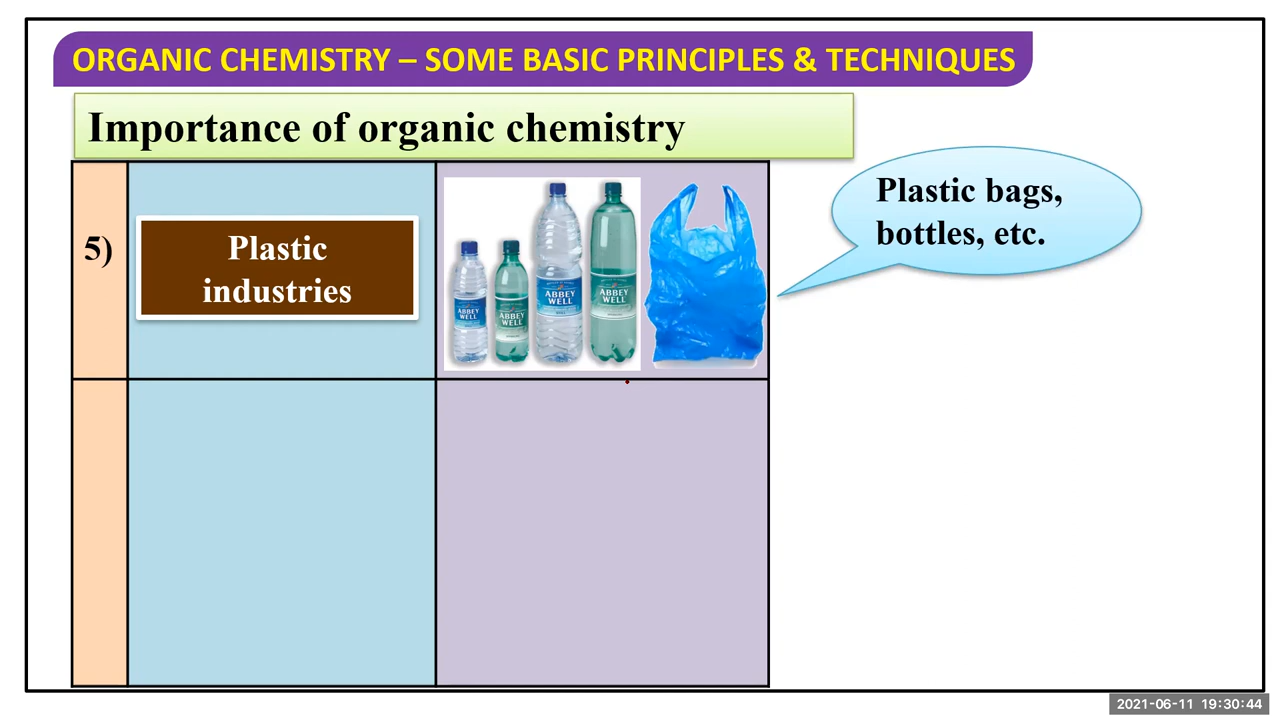 ORGANIC CHEMISTRY – SOME BASIC PRINCIPLES & TECHNIQUES
Importance of organic chemistry
5)
Plastic
industries
ABBEY
WELL
ABBEY
WELL
ABBEY
WELL
ABBEY
WELL
Plastic bags,
bottles, etc.
2021-06-11 19:30:44